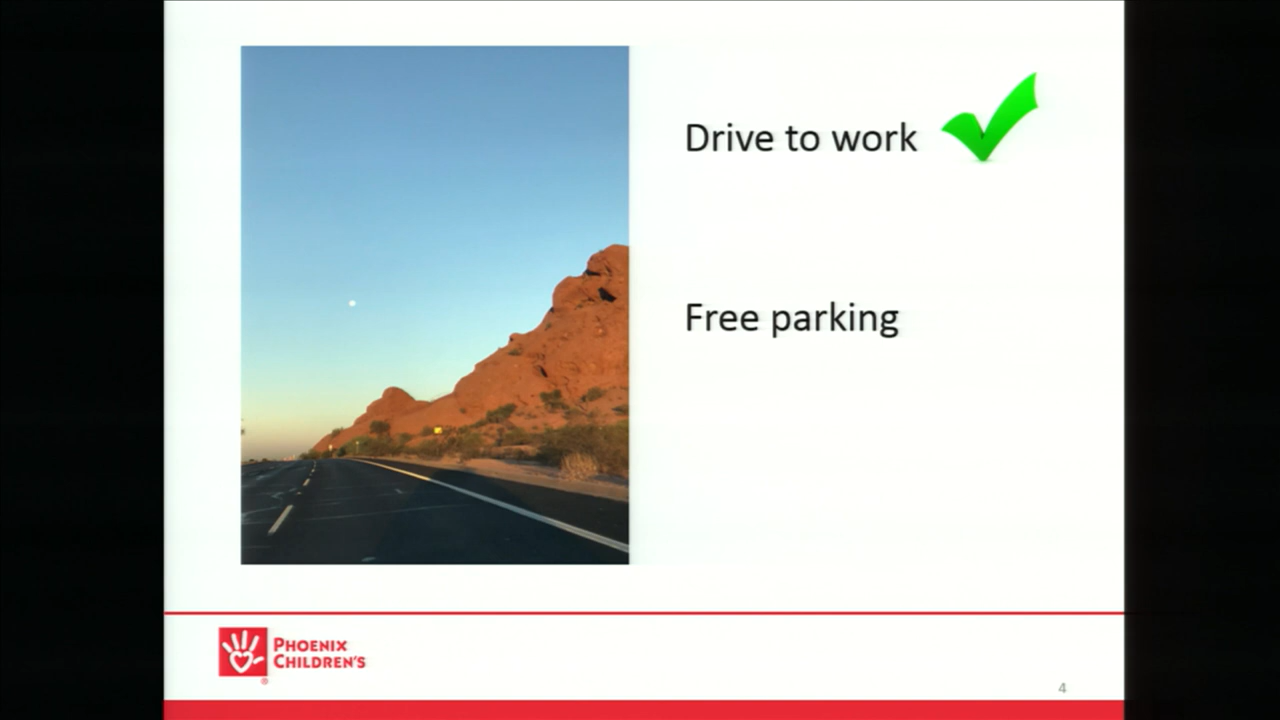 Drive to work
Free parking
PHOENIX
CHILDREN'S
®
4